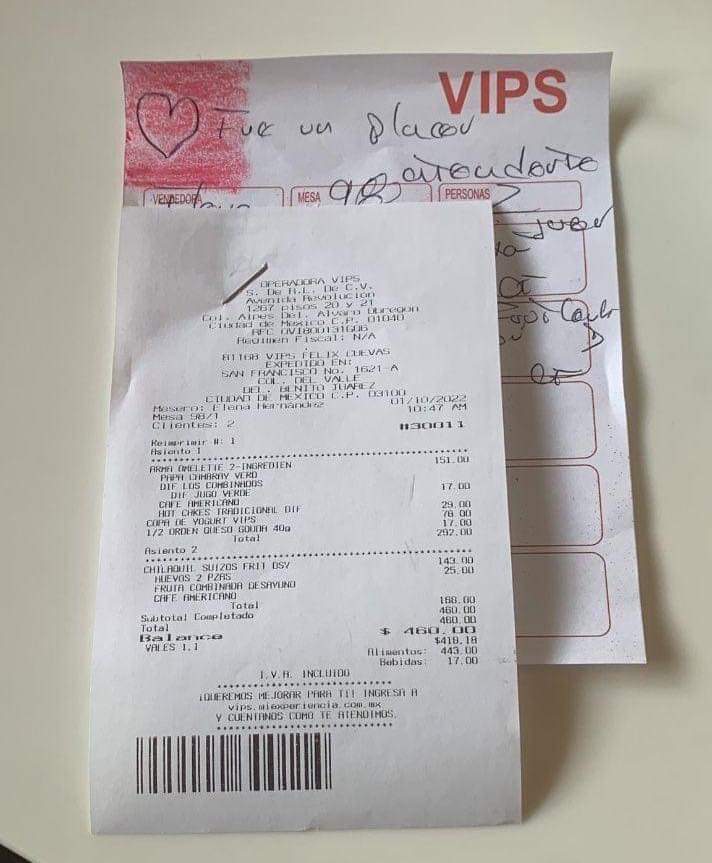 VIPS
Fue un placer
atenderte
VENDEDORA
MESA 98
PERSONAS
OPERADORA VIPS
S. De R.L. De C.V.
Avenida Revolución
1267 pisos 20 y 21
Col. Alpes Del. Alvaro Obregon
Ciudad de Mexico C.P. 01040
RFC OVI800131GQ6
Regimen Fiscal: N/A
81168 VIPS FELIX CUEVAS
EXPEDIDO EN:
SAN FRANCISCO No. 1621-A
COL. DEL VALLE
DEL. BENITO JUAREZ
CIUDAD DE MEXICO C.P. 03100
Mesero: Elena Hernández 01/10/2022
Mesa 98/1 10:47 AM
Clientes: 2 #30011
Reimprimir #: 1
Asiento 1
ARMA OMELETTE 2-INGREDIEN 151.00
PAPA CAMBRAY VERD
DIF LOS COMBINADOS 17.00
DIF JUGO VERDE
CAFE AMERICANO
HOT CAKES TRADICIONAL DIF 29.00
COPA DE YOGURT VIPS 78.00
1/2 ORDEN QUESO GOUDA 40g 17.00
Total 292.00
Asiento 2
CHILAQUIL SUIZOS FRIT DSY 143.00
HUEVOS 2 PZAS 25.00
FRUTA COMBINADA DESAYUNO
CAFE AMERICANO
Total 168.00
Subtotal Completado 460.00
Total 460.00
Balance $ 460.00
VALES 1.1 $418.18
Alimentos: 443.00
Bebidas: 17.00
I.V.A. INCLUIDO
¡QUEREMOS MEJORAR PARA TI! INGRESA A
vips.miexperiencia.com.mx
Y CUENTANOS COMO TE ATENDIMOS.